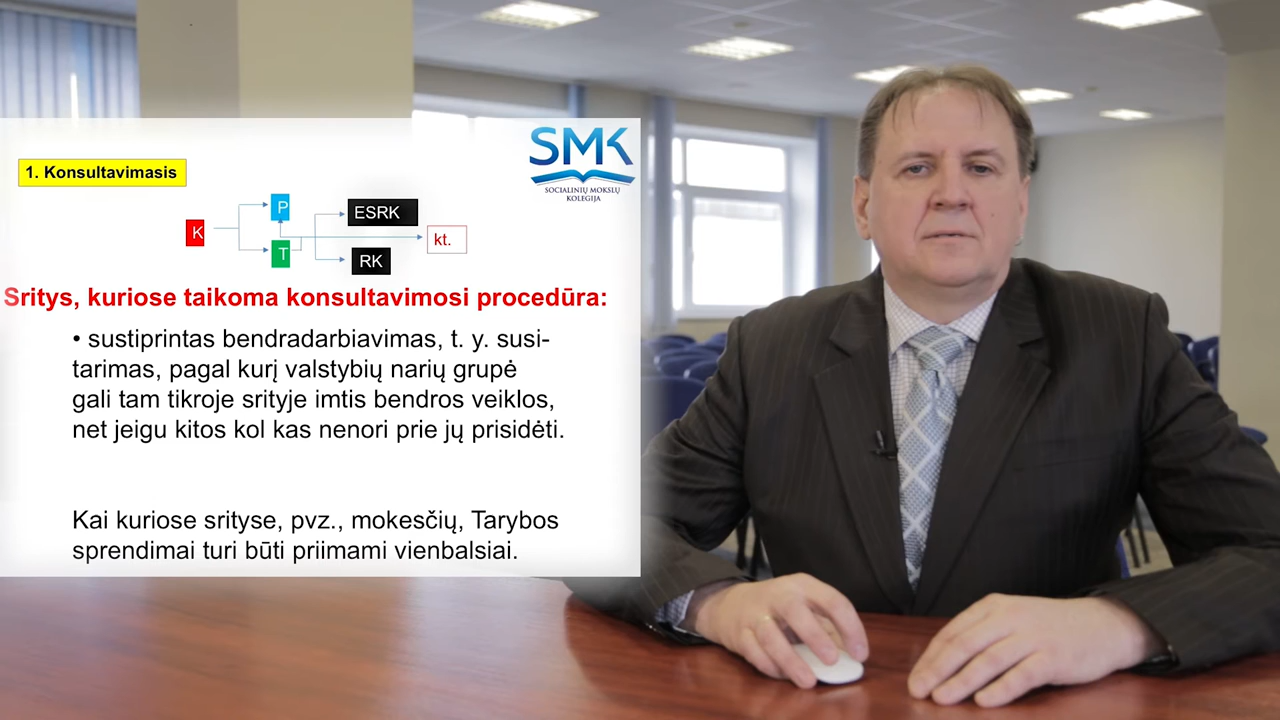 SMK
SOCIALINIŲ MOKSLŲ
KOLEGIJA
1. Konsultavimasis
P
ESRK
K
kt.
T
RK
Sritys, kuriose taikoma konsultavimosi procedūra:
• sustiprintas bendradarbiavimas, t. y. susi-
tarimas, pagal kurį valstybių narių grupė
gali tam tikroje srityje imtis bendros veiklos,
net jeigu kitos kol kas nenori prie jų prisidėti.
Kai kuriose srityse, pvz., mokesčių, Tarybos
sprendimai turi būti priimami vienbalsiai.